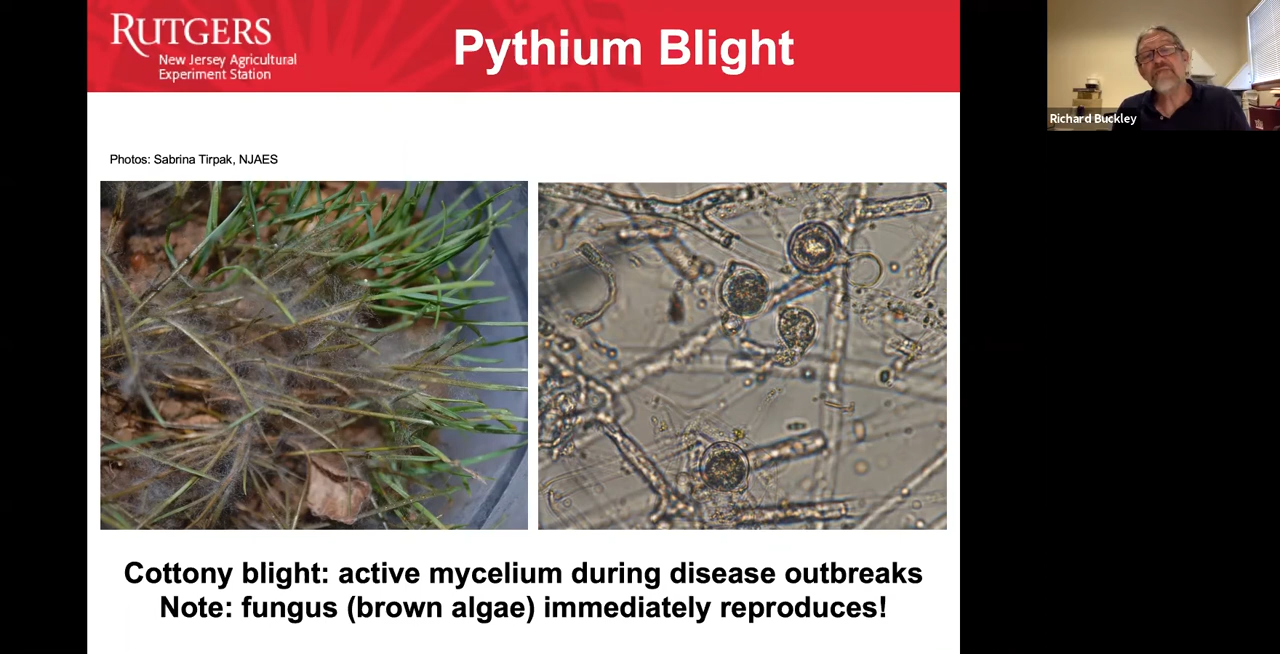 RUTGERS
New Jersey Agricultural
Experiment Station
Pythium Blight
Richard Buckley
Photos: Sabrina Tirpak, NJAES
Cottony blight: active mycelium during disease outbreaks
Note: fungus (brown algae) immediately reproduces!